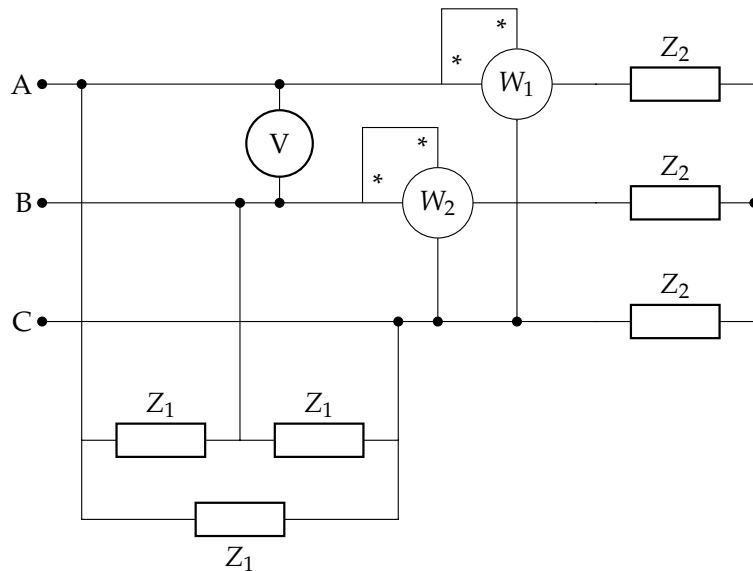 * *
A W₁ Z₂
V
* *
B W₂ Z₂
C Z₂
Z₁ Z₁
Z₁